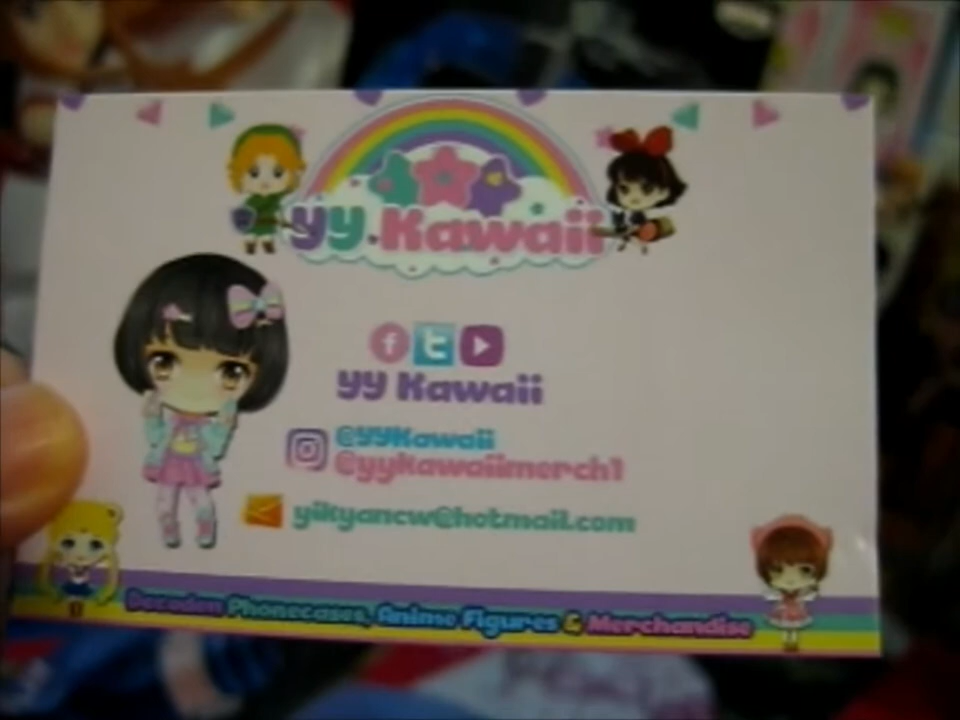 yy Kawaii
yy Kawaii
@YYKawaii
@yykawaiimerch1
yikyancw@hotmail.com
Decoden Phonecases, Anime Figures & Merchandise